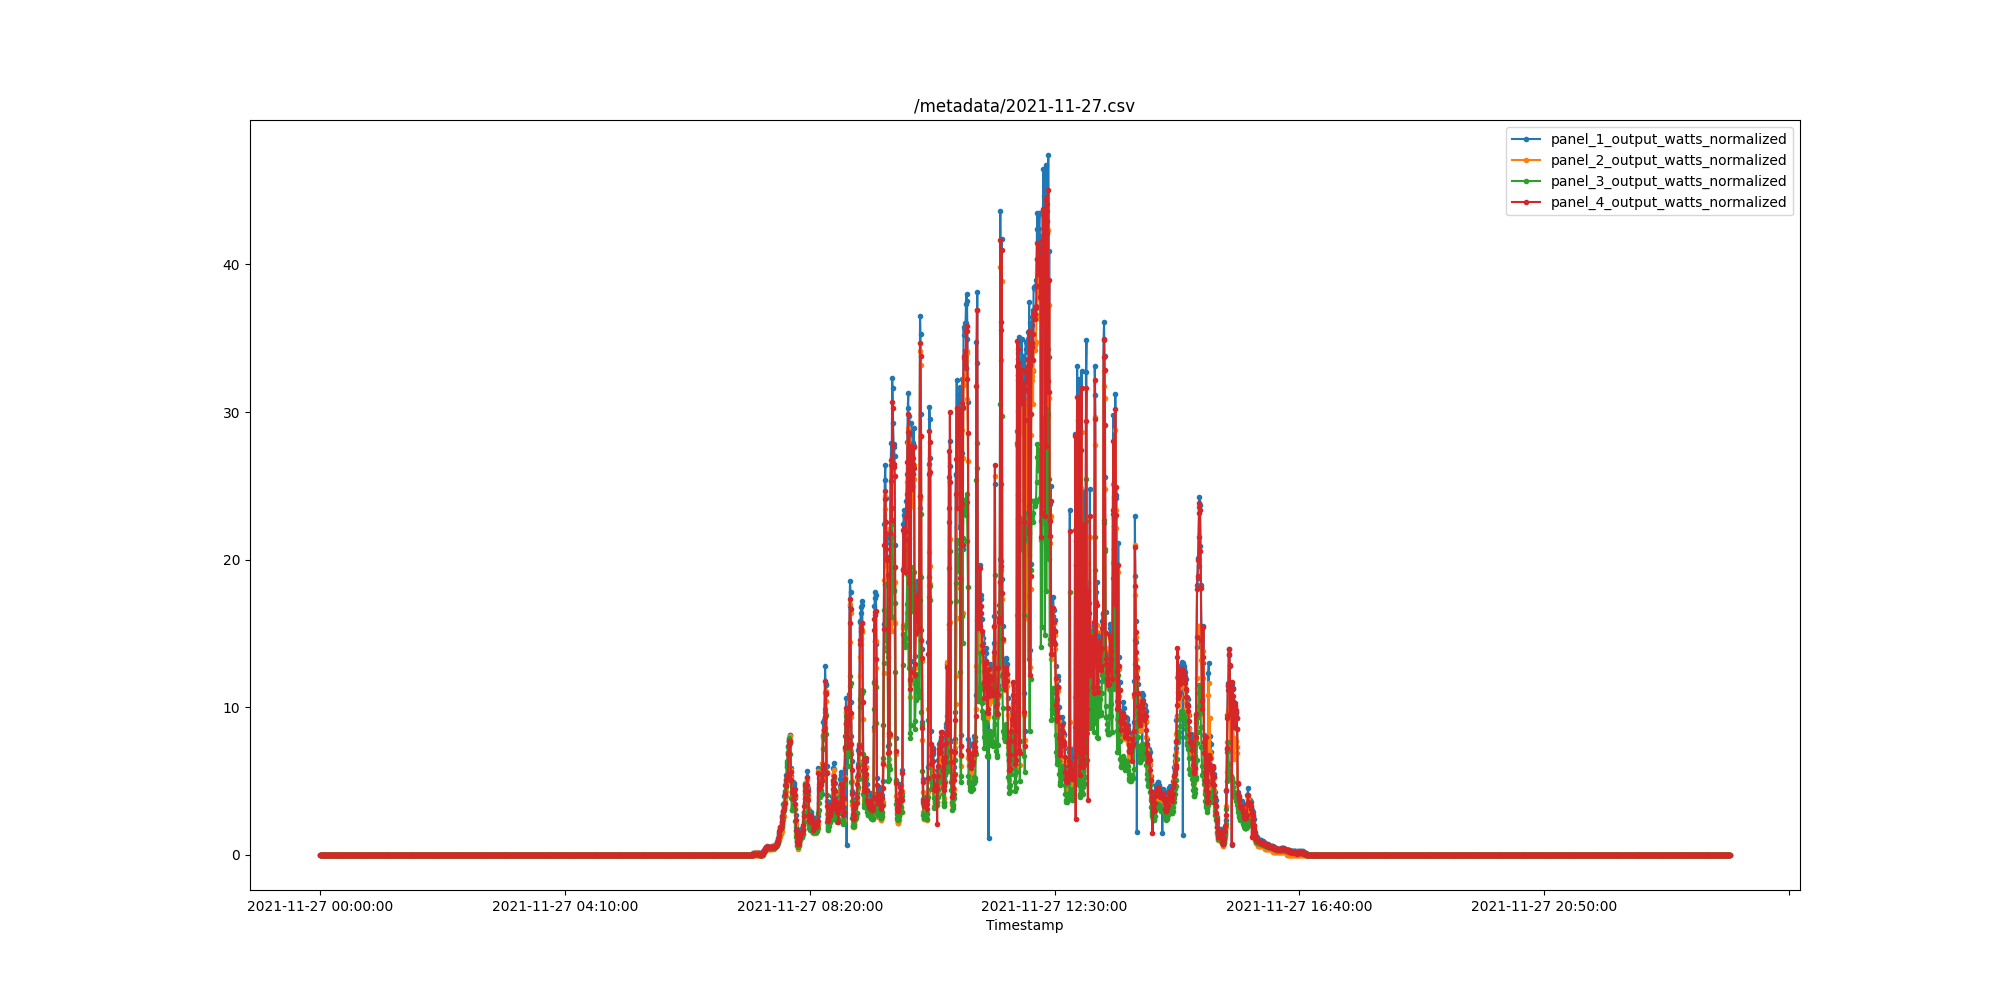 /metadata/2021-11-27.csv
panel_1_output_watts_normalized
panel_2_output_watts_normalized
panel_3_output_watts_normalized
panel_4_output_watts_normalized
40
30
20
10
0
2021-11-27 00:00:00 2021-11-27 04:10:00 2021-11-27 08:20:00 2021-11-27 12:30:00 2021-11-27 16:40:00 2021-11-27 20:50:00
Timestamp